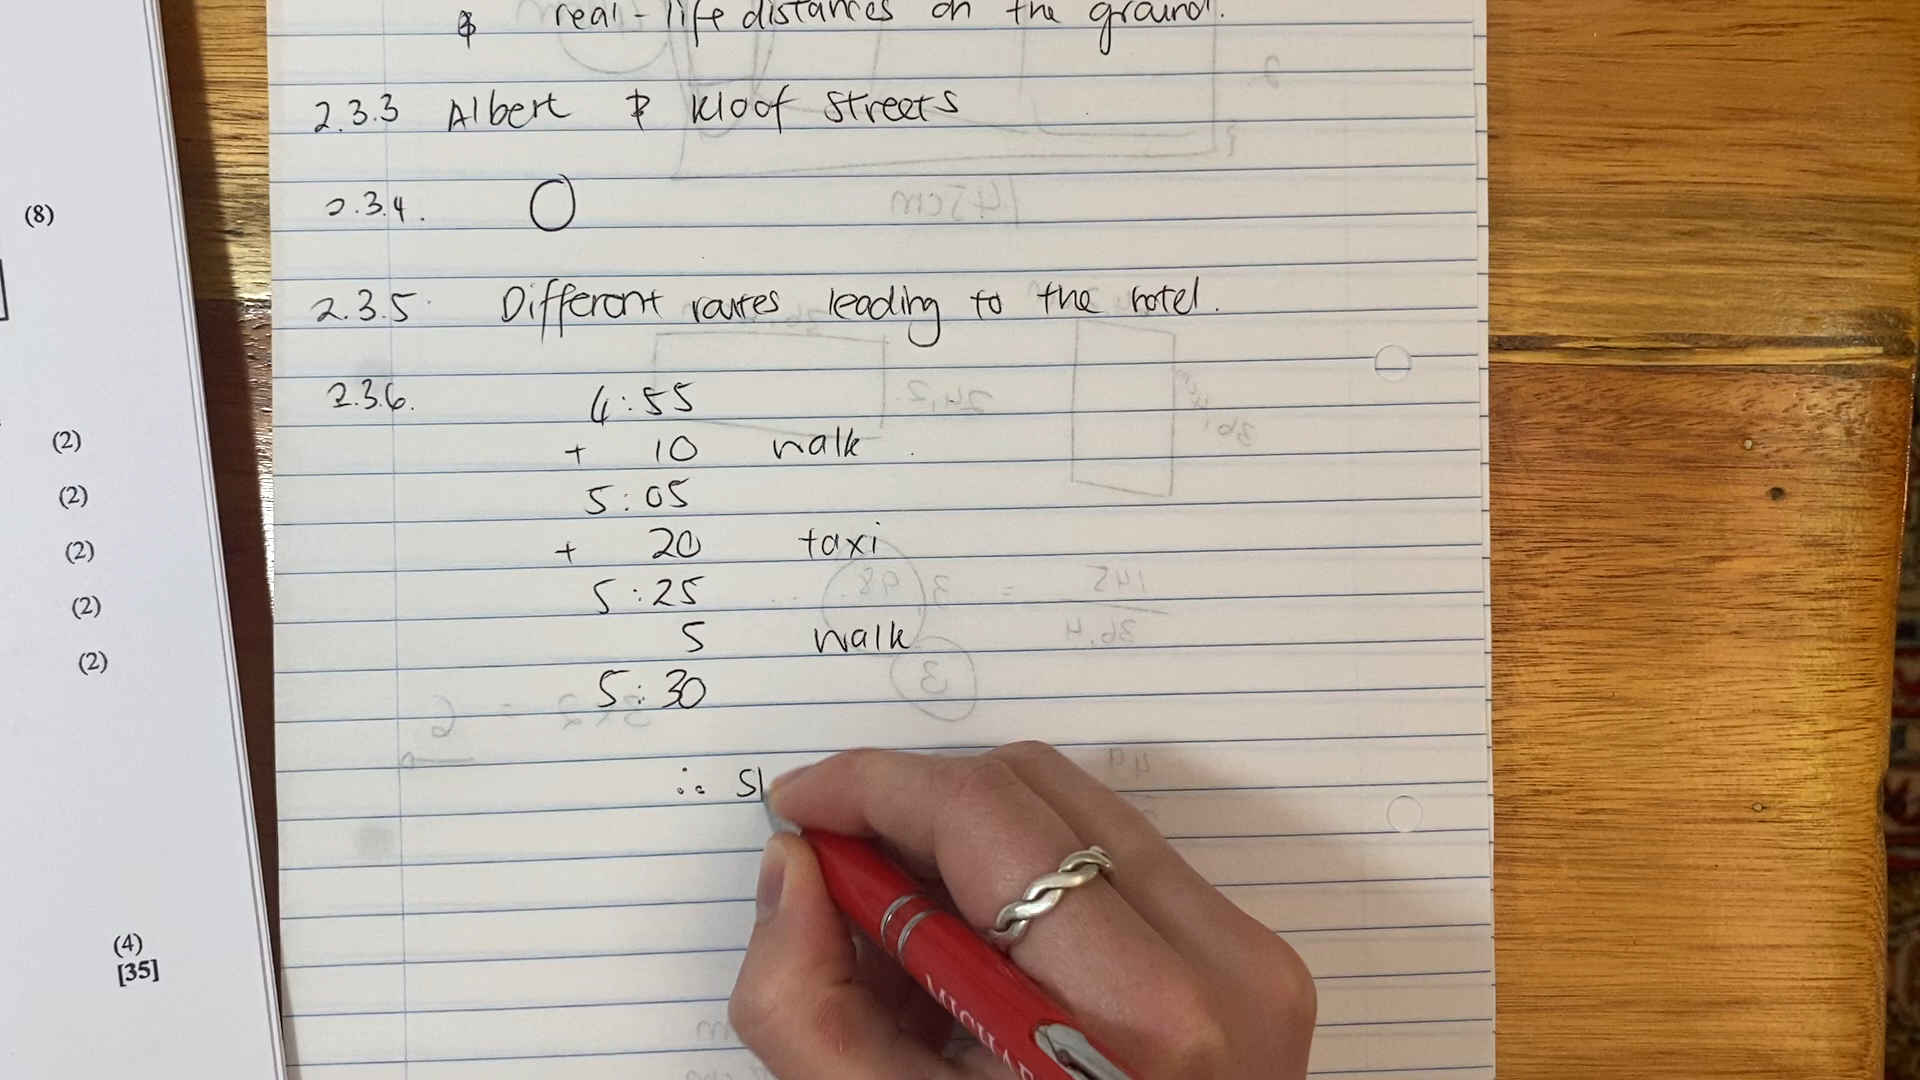 & real-life distances on the ground.
2.3.3 Albert & Kloof Streets
2.3.4. 0
2.3.5 Different routes leading to the hotel.
2.3.6. 4:55
+ 10 walk.
5:05
+ 20 taxi
5:25
5 walk
5:30
∴ Sh
(8)
(2)
(2)
(2)
(2)
(2)
(4)
[35]